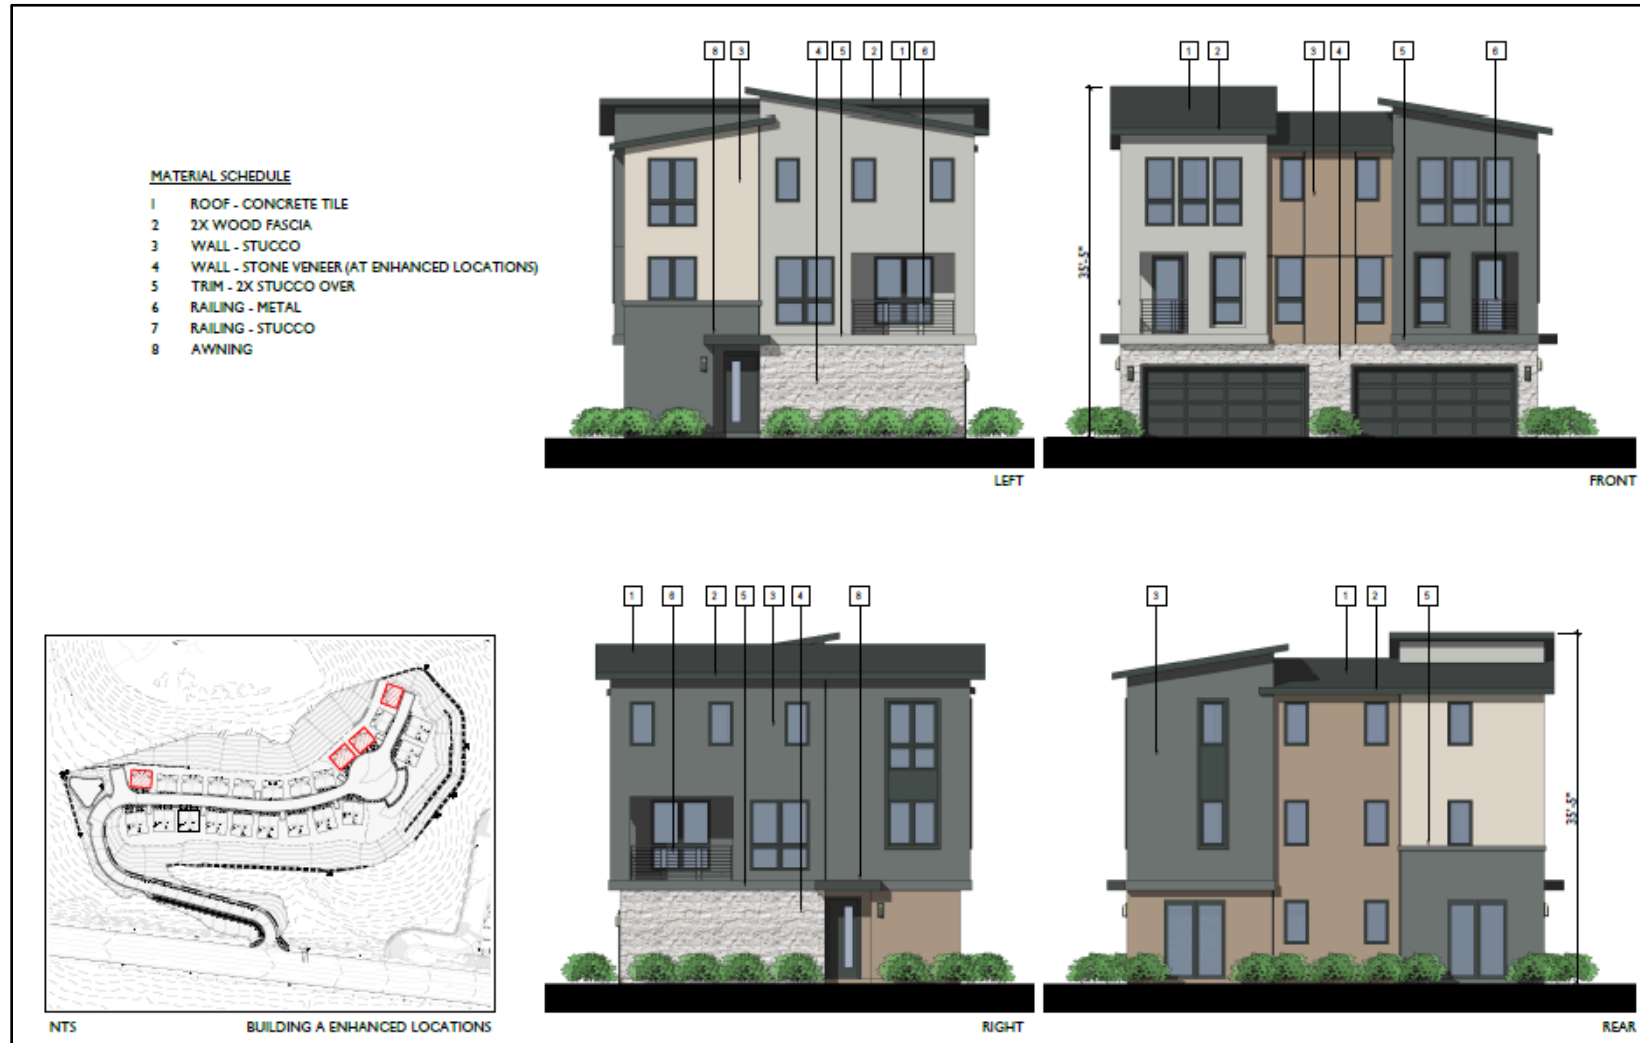 8 3 4 5 2 1 6
1 2 3 4 5 6
MATERIAL SCHEDULE
1 ROOF - CONCRETE TILE
2 2X WOOD FASCIA
3 WALL - STUCCO
4 WALL - STONE VENEER (AT ENHANCED LOCATIONS)
5 TRIM - 2X STUCCO OVER
6 RAILING - METAL
7 RAILING - STUCCO
8 AWNING
35'-5"
LEFT
FRONT
1 6 2 5 3 4 8
3 1 2 5
35'-5"
NTS
BUILDING A ENHANCED LOCATIONS
RIGHT
REAR